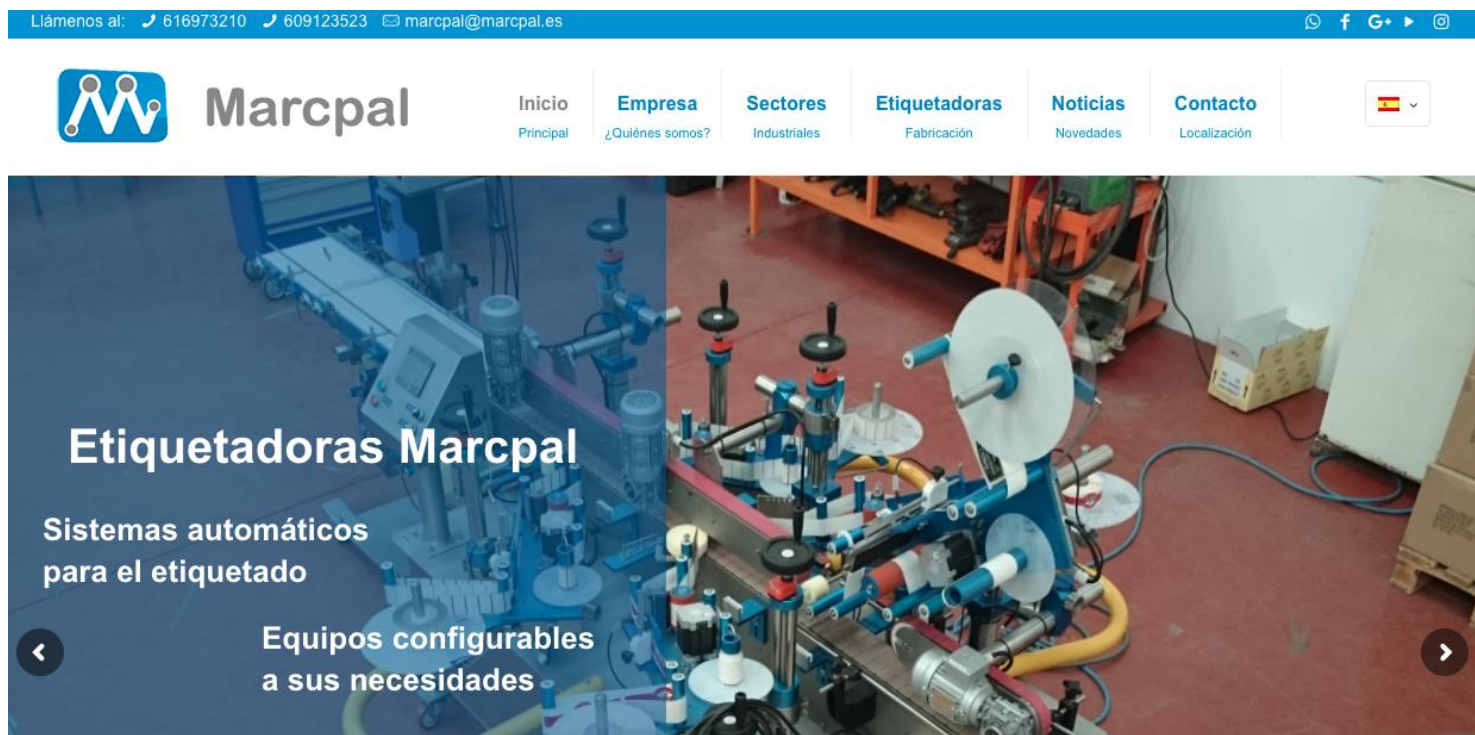 Llámenos al: 616973210 609123523 marcpal@marcpal.es
Marcpal
Inicio Empresa Sectores Etiquetadoras Noticias Contacto
Principal ¿Quiénes somos? Industriales Fabricación Novedades Localización
Etiquetadoras Marcpal
Sistemas automáticos
para el etiquetado
Equipos configurables
a sus necesidades